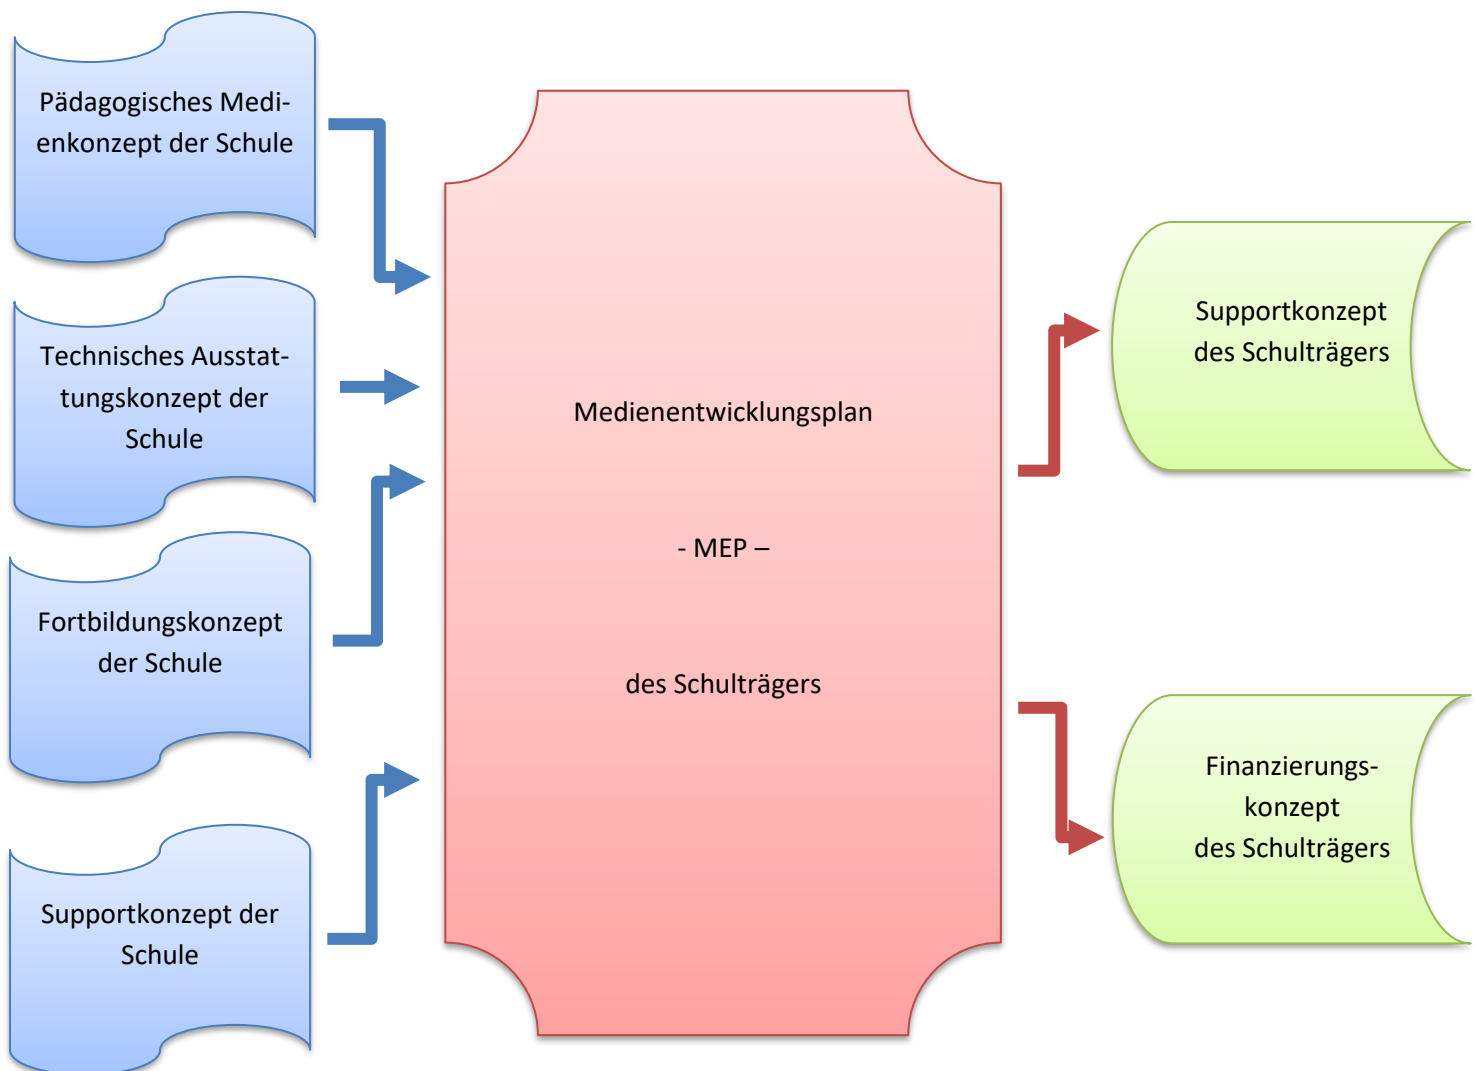 Pädagogisches Medi-
enkonzept der Schule
Technisches Ausstat-
tungskonzept der
Schule
Fortbildungskonzept
der Schule
Supportkonzept der
Schule
Medienentwicklungsplan
- MEP –
des Schulträgers
Supportkonzept
des Schulträgers
Finanzierungs-
konzept
des Schulträgers